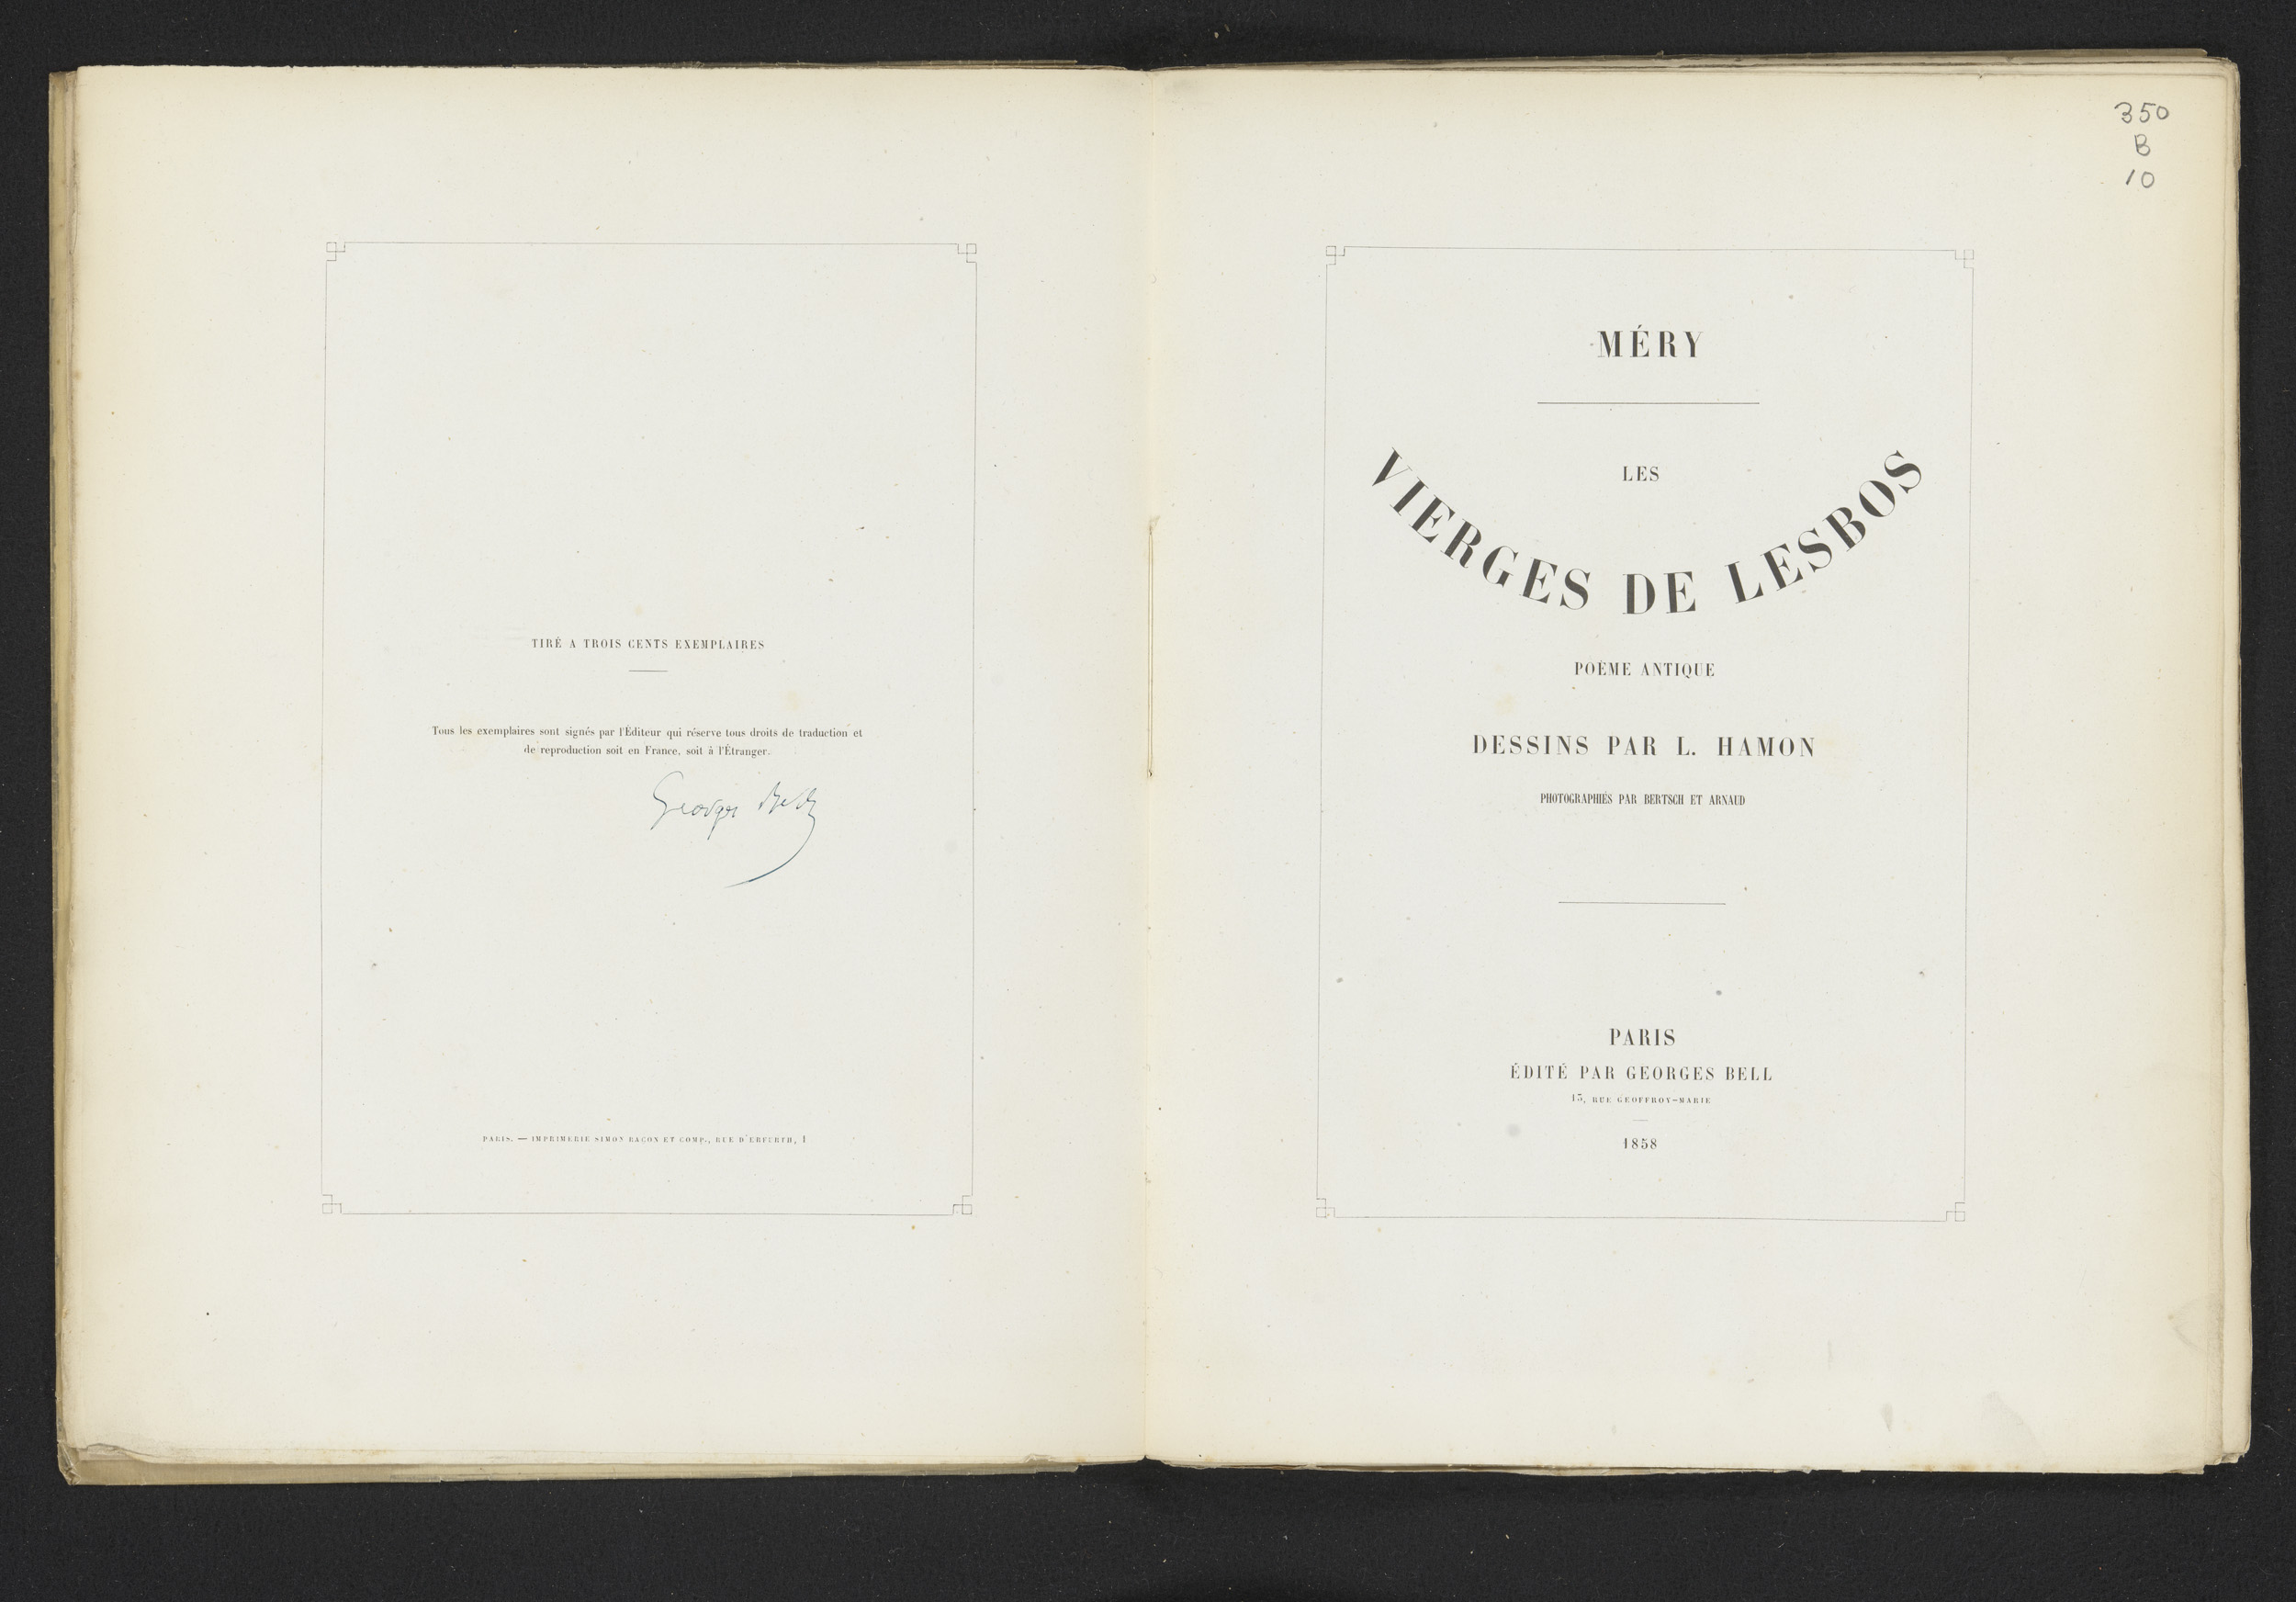 TIRÉ A TROIS CENTS EXEMPLAIRES
Tous les exemplaires sont signés par l'Éditeur qui réserve tous droits de traduction et
de reproduction soit en France, soit à l'Étranger.
Georges Bell
PARIS. — IMPRIMERIE SIMON RAÇON ET COMP., RUE D'ERFURTH, 1
350
B
10
MÉRY
LES
VIERGES DE LESBOS
POËME ANTIQUE
DESSINS PAR L. HAMON
PHOTOGRAPHIÉS PAR BERTSCH ET ARNAUD
PARIS
ÉDITÉ PAR GEORGES BELL
13, RUE GEOFFROY-MARIE
1858